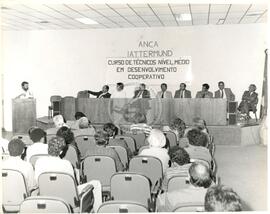 ANCA
IATTERMUND
CURSO DE TÉCNICOS NÍVEL MÉDIO
EM DESENVOLVIMENTO
COOPERATIVO